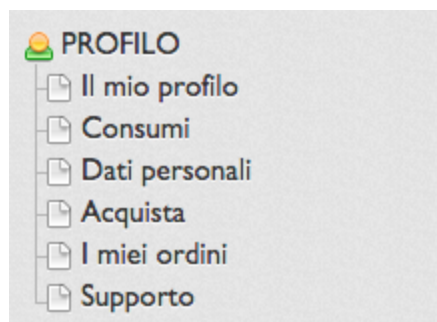 PROFILO
Il mio profilo
Consumi
Dati personali
Acquista
I miei ordini
Supporto